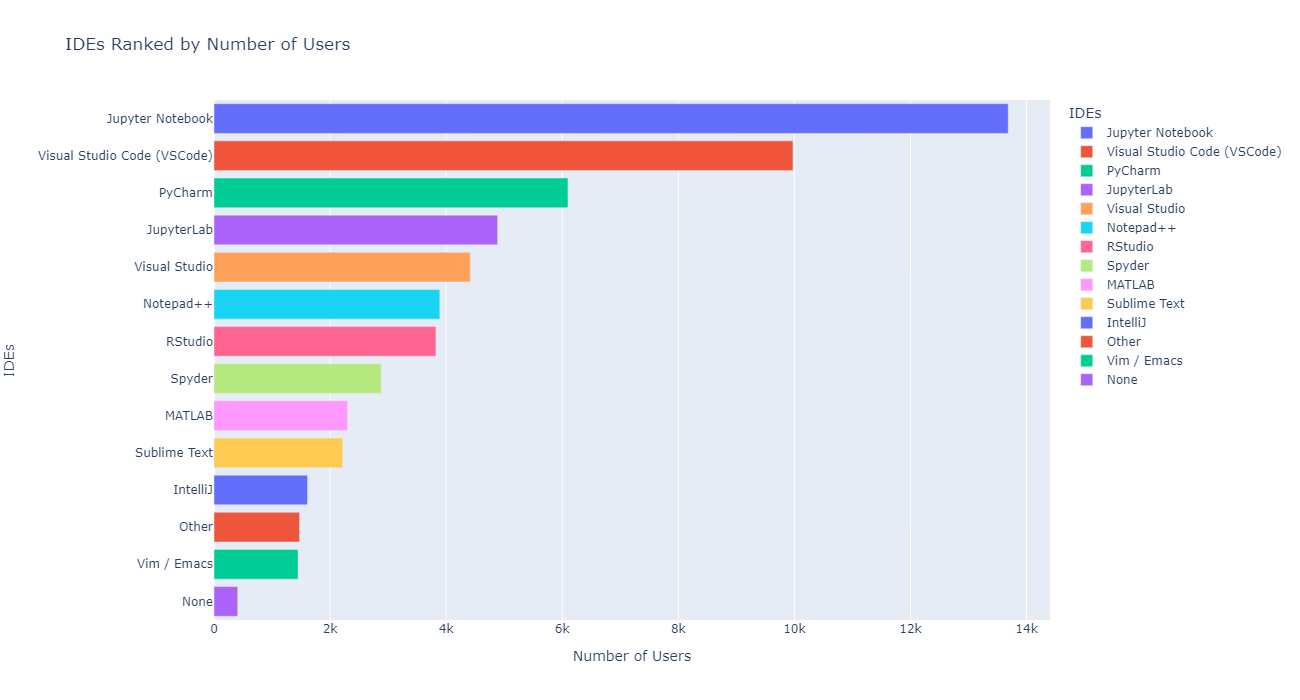 IDEs Ranked by Number of Users
Jupyter Notebook
Visual Studio Code (VSCode)
PyCharm
JupyterLab
Visual Studio
Notepad++
RStudio
Spyder
MATLAB
Sublime Text
IntelliJ
Other
Vim / Emacs
None
IDEs
0 2k 4k 6k 8k 10k 12k 14k
Number of Users
IDEs
Jupyter Notebook
Visual Studio Code (VSCode)
PyCharm
JupyterLab
Visual Studio
Notepad++
RStudio
Spyder
MATLAB
Sublime Text
IntelliJ
Other
Vim / Emacs
None